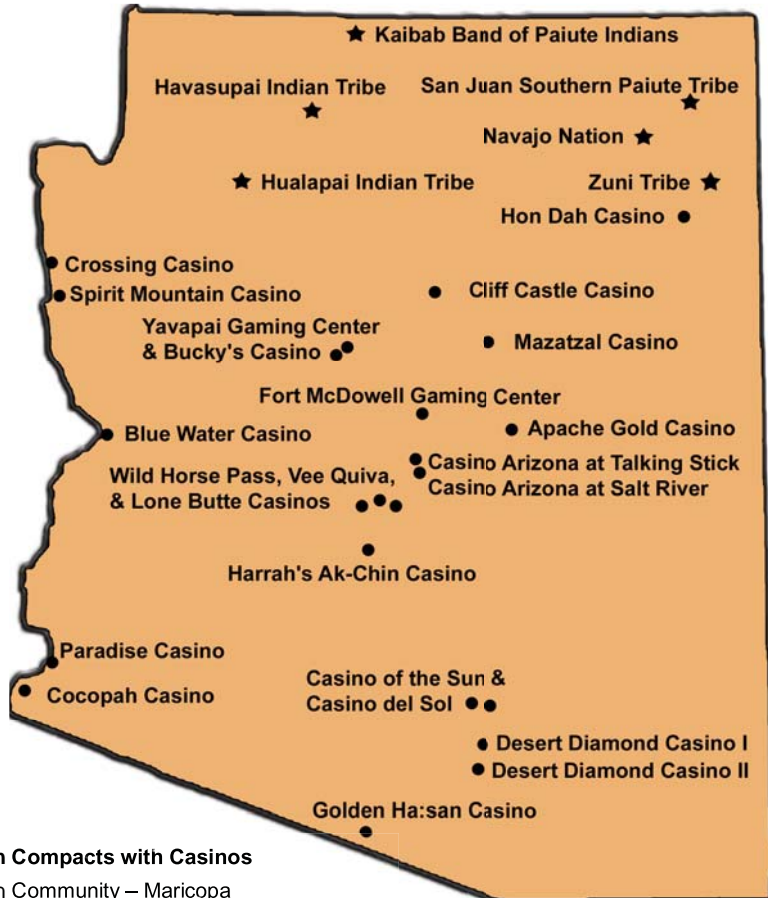 Kaibab Band of Paiute Indians
Havasupai Indian Tribe
San Juan Southern Paiute Tribe
Navajo Nation
Hualapai Indian Tribe
Zuni Tribe
Hon Dah Casino
Crossing Casino
Spirit Mountain Casino
Cliff Castle Casino
Yavapai Gaming Center
& Bucky's Casino
Mazatzal Casino
Fort McDowell Gaming Center
Blue Water Casino
Apache Gold Casino
Casino Arizona at Talking Stick
Casino Arizona at Salt River
Wild Horse Pass, Vee Quiva,
& Lone Butte Casinos
Harrah's Ak-Chin Casino
Paradise Casino
Cocopah Casino
Casino of the Sun &
Casino del Sol
Desert Diamond Casino I
Desert Diamond Casino II
Golden Ha:san Casino
n Compacts with Casinos
n Community – Maricopa